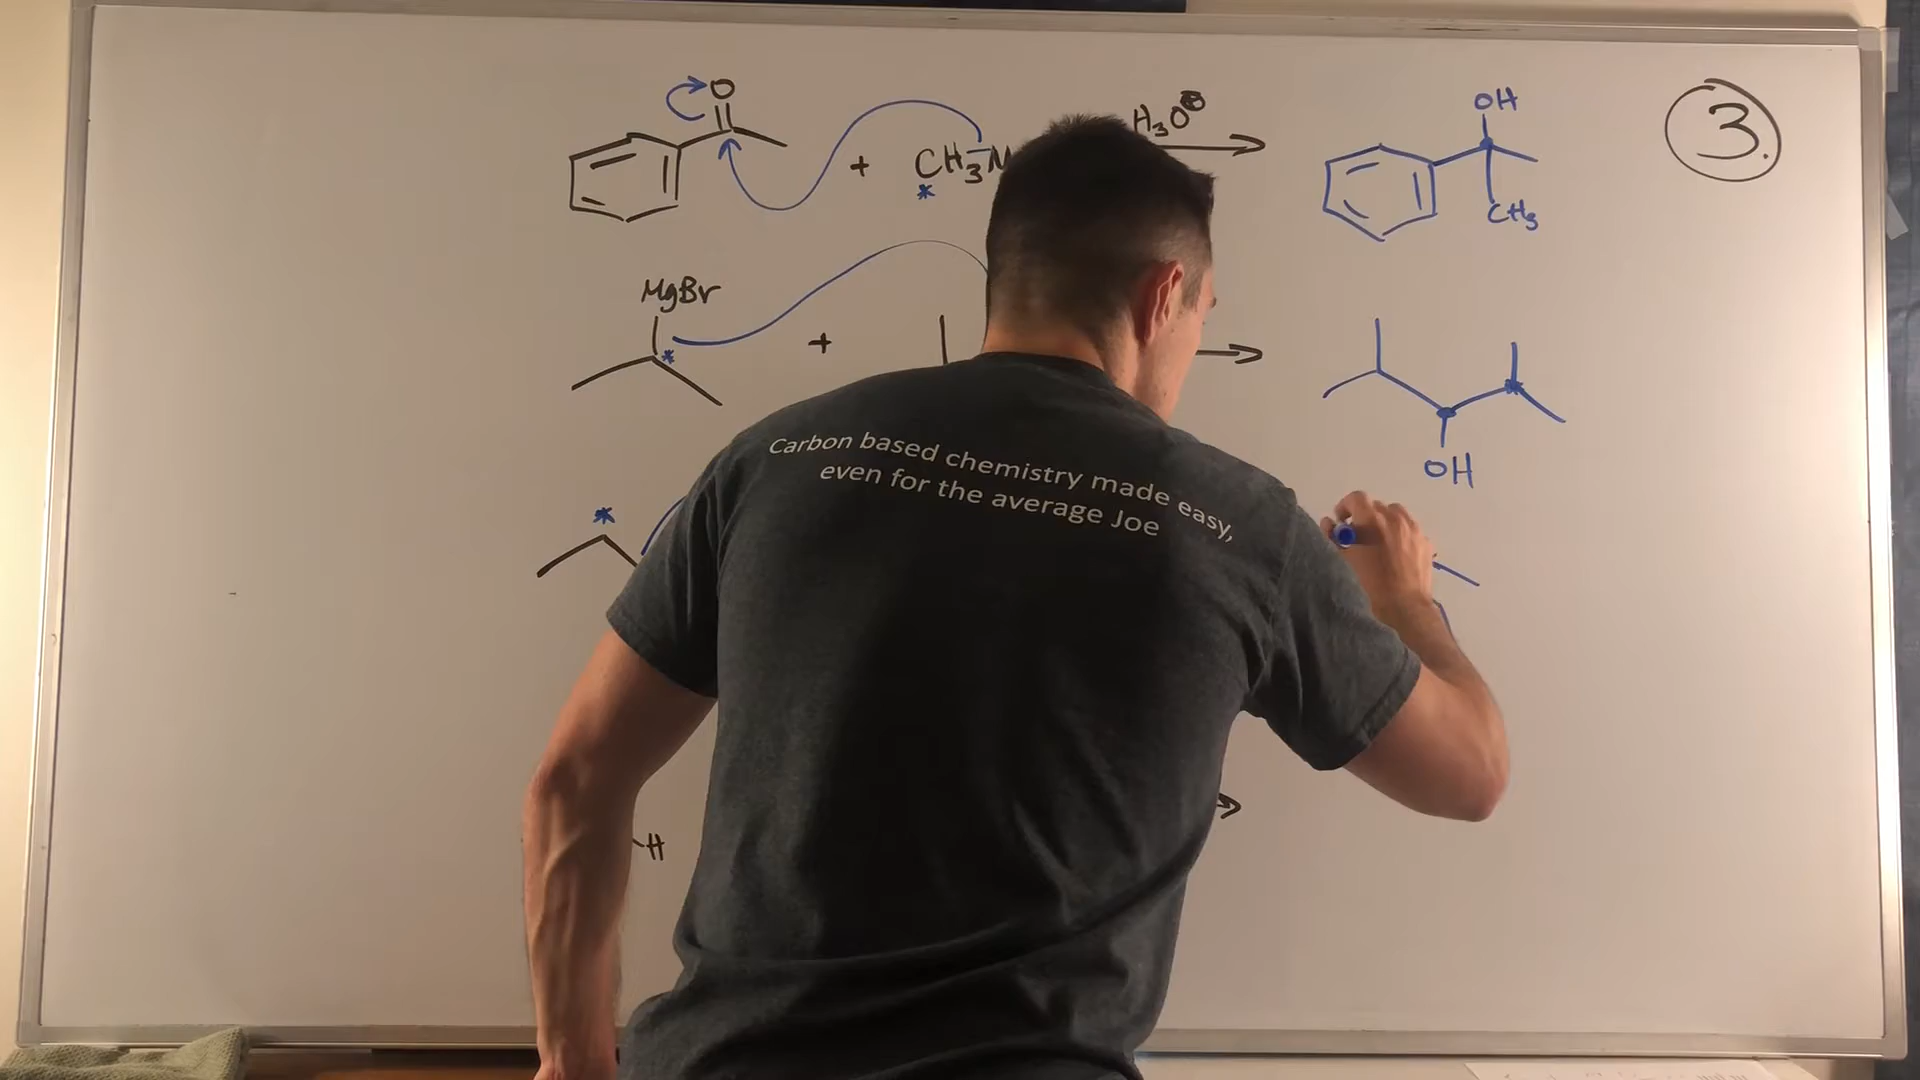 O
+
CH3M
*
H3O⊕
OH
CH3
3.
MgBr
*
+
OH
*
H
Carbon based chemistry made easy,
even for the average Joe